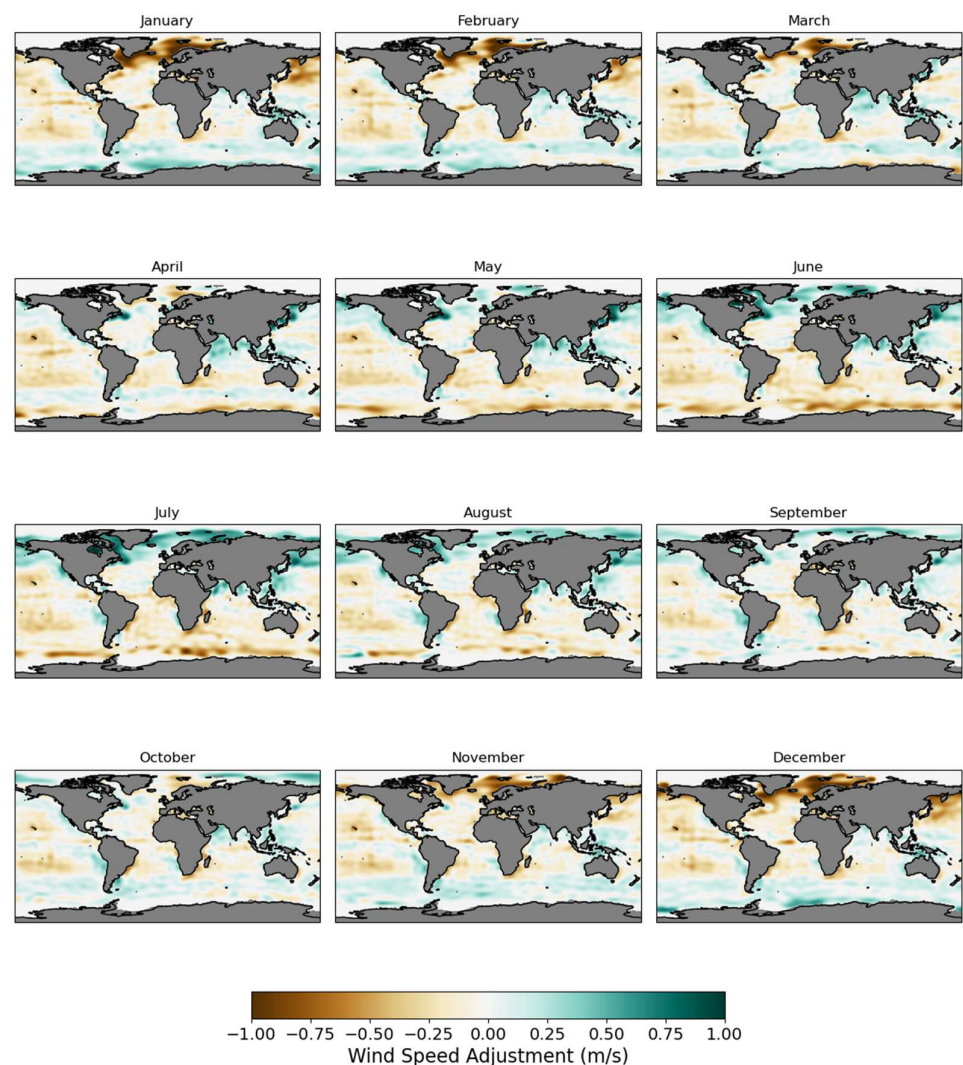 January
February
March
April
May
June
July
August
September
October
November
December
−1.00 −0.75 −0.50 −0.25 0.00 0.25 0.50 0.75 1.00
Wind Speed Adjustment (m/s)